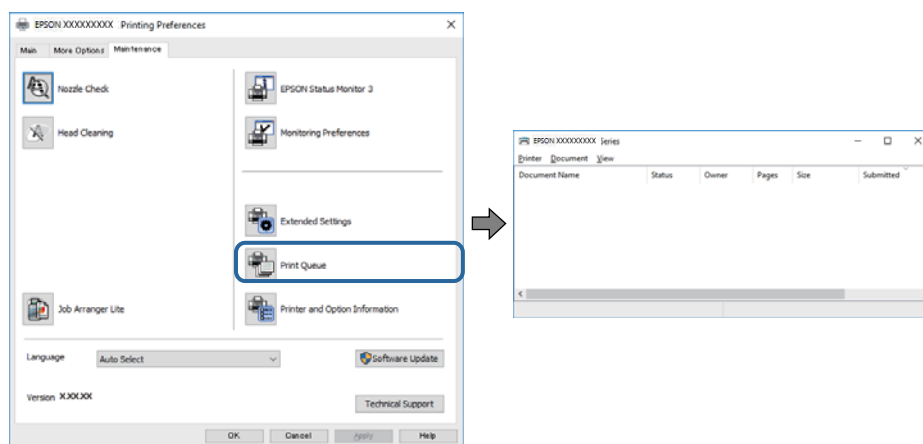 EPSON XXXXXXXXX Printing Preferences
Main More Options Maintenance
Nozzle Check
EPSON Status Monitor 3
Head Cleaning
Monitoring Preferences
Extended Settings
Print Queue
Job Arranger Lite
Printer and Option Information
Language Auto Select
Software Update
Version X.XX.XX
Technical Support
OK Cancel Apply Help
EPSON XXXXXXXXX Series
Printer Document View
Document Name Status Owner Pages Size Submitted